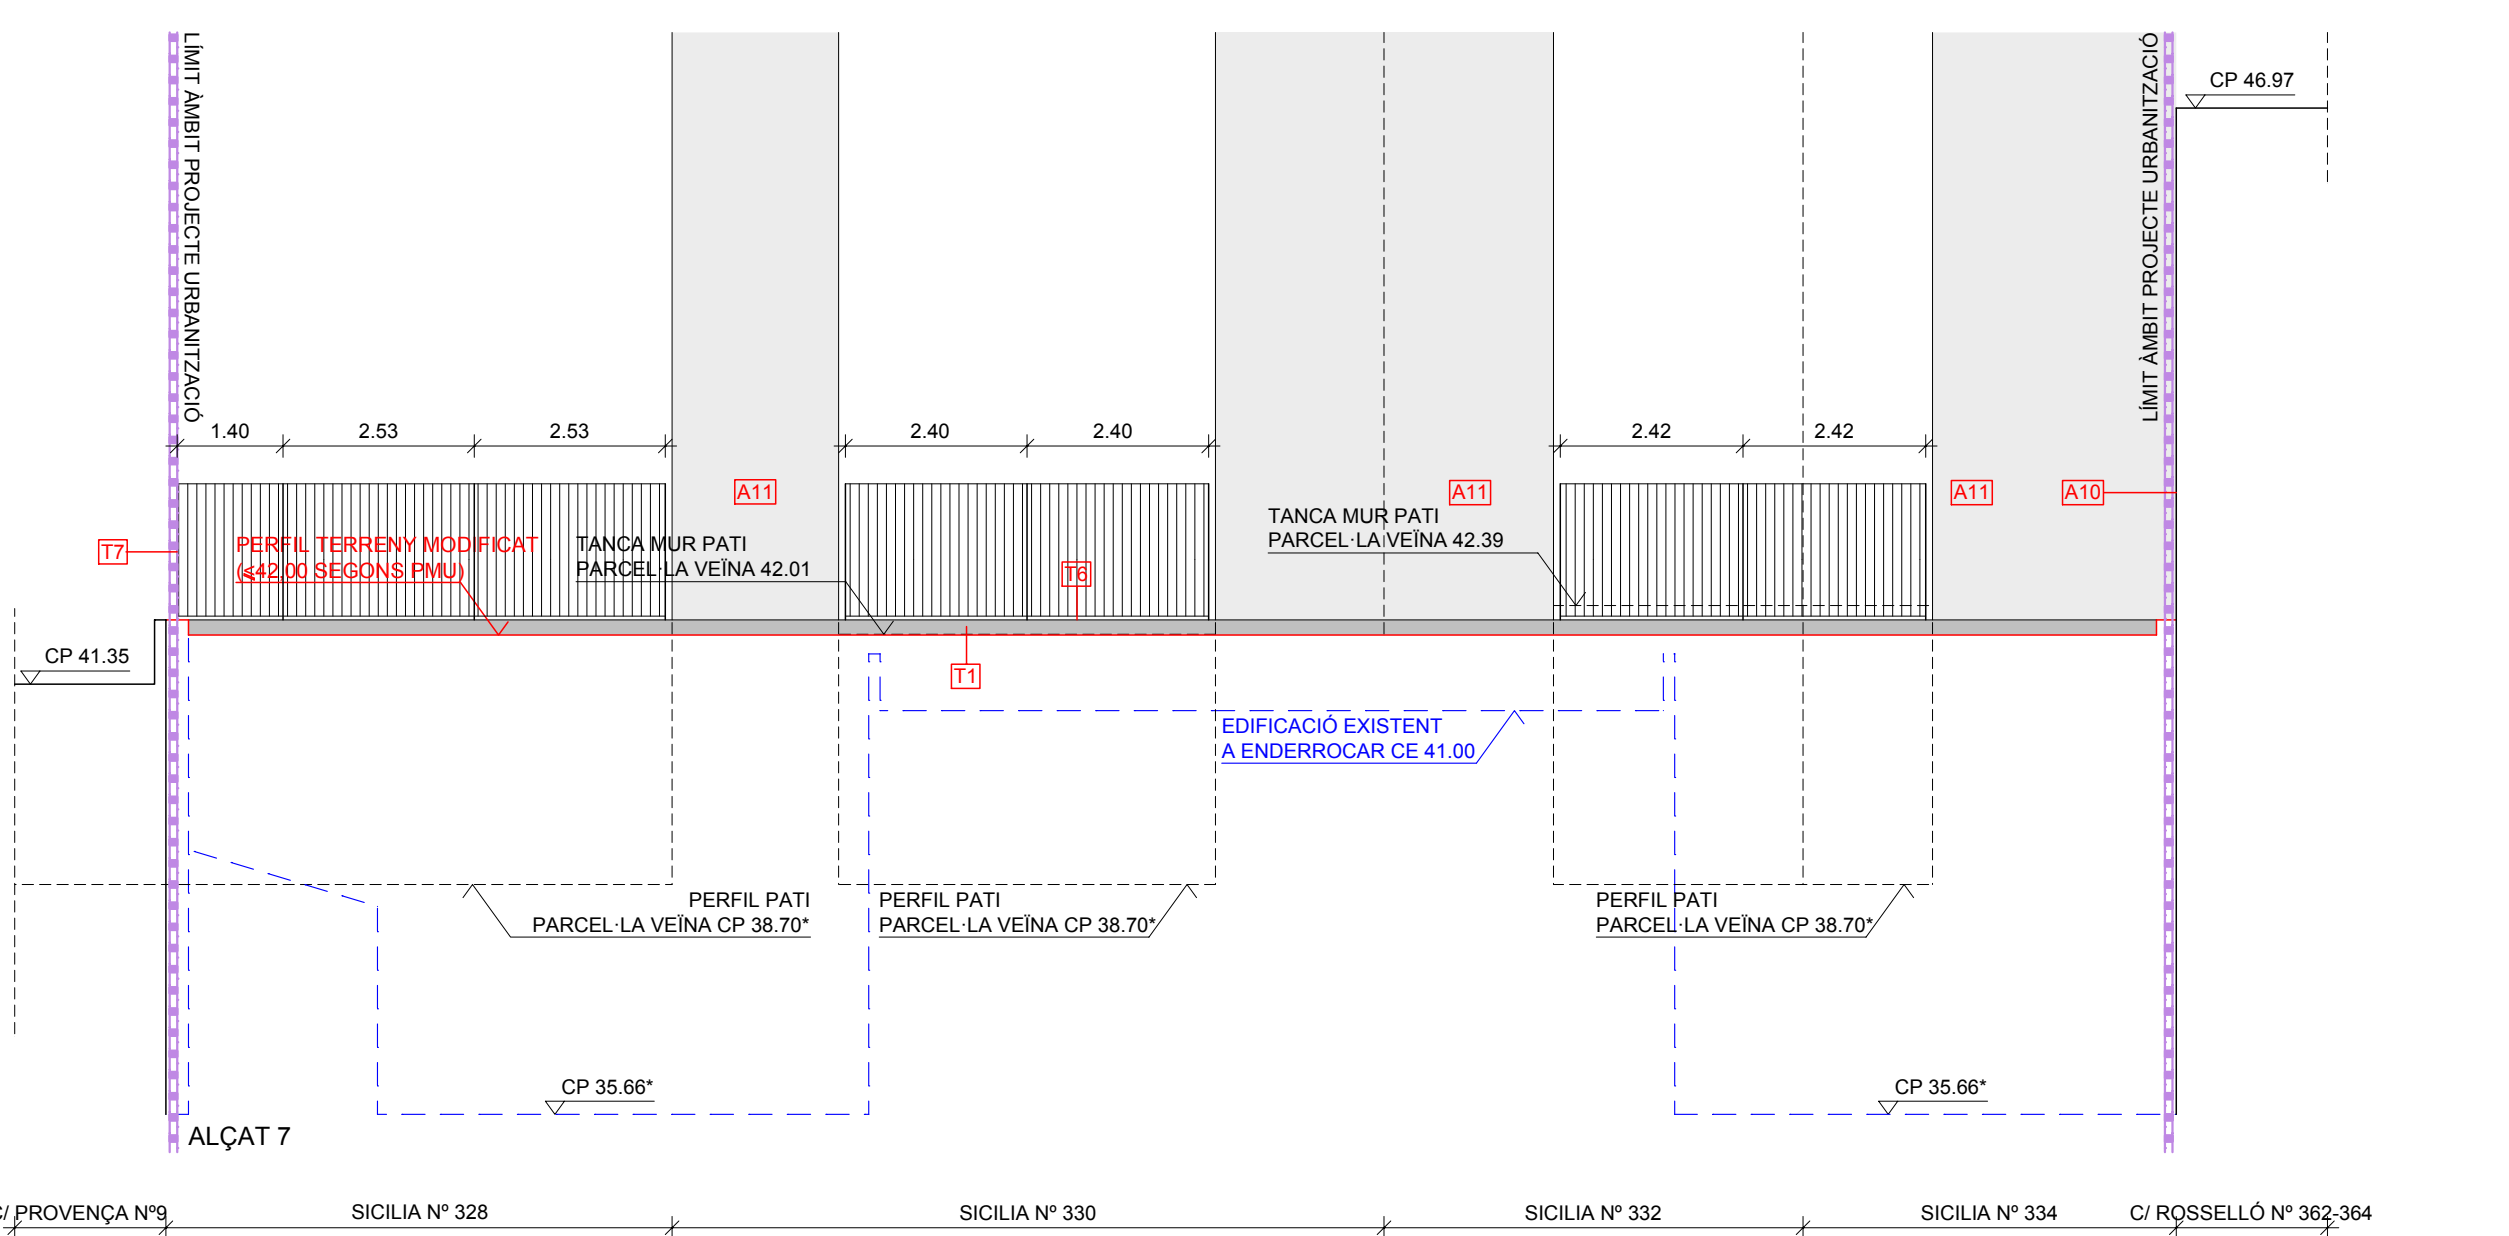 LÍMIT ÀMBIT PROJECTE URBANITZACIÓ
LÍMIT ÀMBIT PROJECTE URBANITZACIÓ
CP 46.97
1.40
2.53
2.53
2.40
2.40
2.42
2.42
A11
A11
A11
A10
T7
PERFIL TERRENY MODIFICAT
(⩽42,00 SEGONS PMU)
TANCA MUR PATI
PARCEL·LA VEÏNA 42.01
T6
TANCA MUR PATI
PARCEL·LA VEÏNA 42.39
CP 41.35
T1
EDIFICACIÓ EXISTENT
A ENDERROCAR CE 41.00
PERFIL PATI
PARCEL·LA VEÏNA CP 38.70*
PERFIL PATI
PARCEL·LA VEÏNA CP 38.70*
PERFIL PATI
PARCEL·LA VEÏNA CP 38.70*
CP 35.66*
CP 35.66*
ALÇAT 7
C/ PROVENÇA Nº9
SICILIA Nº 328
SICILIA Nº 330
SICILIA Nº 332
SICILIA Nº 334
C/ ROSSELLÓ Nº 362-364